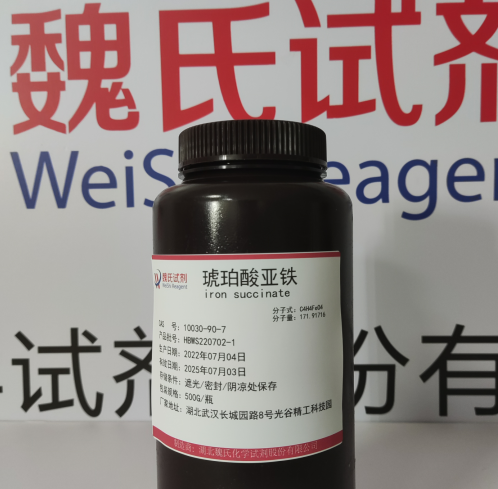 魏氏试剂
WeiS Reagen
试剂 份有
魏氏试剂
WeiShi Reagent
琥珀酸亚铁
iron succinate
分子式: C4H4FeO4
分子量: 171.91716
CAS 号: 10030-90-7
产品批号: HBWS220702-1
生产日期: 2022年07月04日
有效日期: 2025年07月03日
存储条件: 遮光/密封/阴凉处保存
包装规格: 500G/瓶
厂家地址: 湖北武汉长城园路8号光谷精工科技园
制造商: 湖北魏氏化学试剂股份有限公司